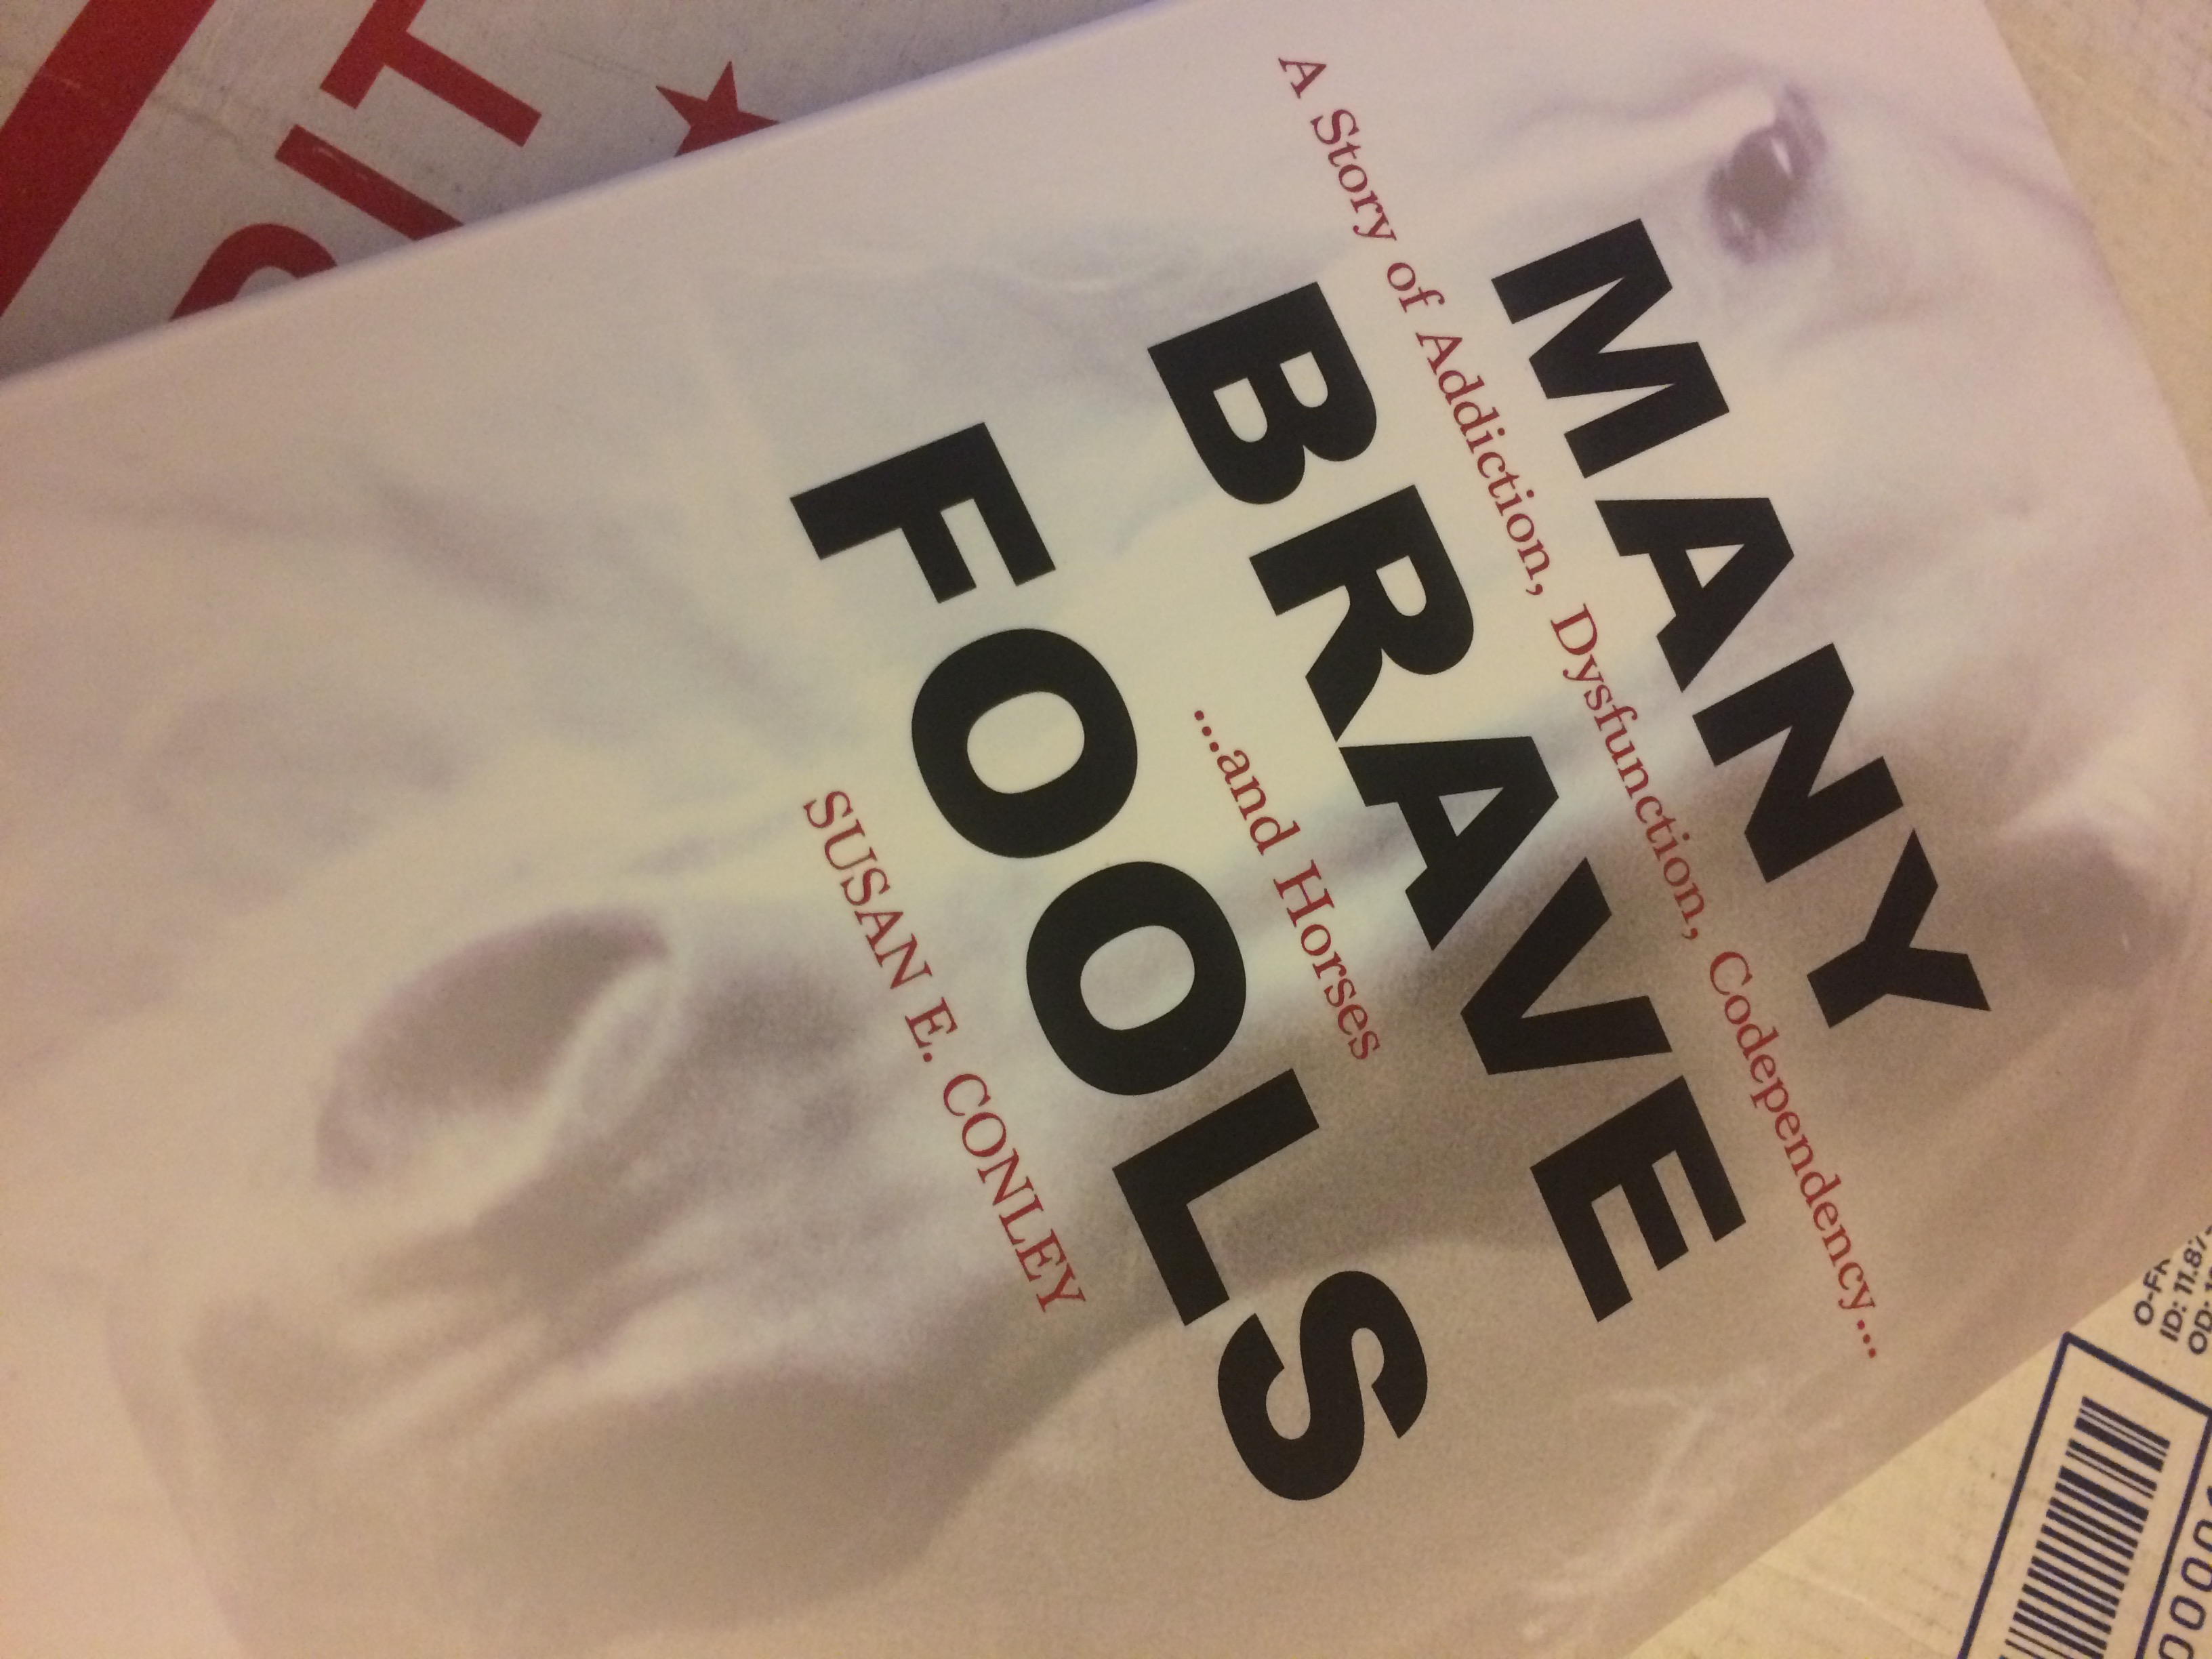 MANY
A Story of Addiction, Dysfunction, Codependency...
BRAVE
...and Horses
FOOLS
SUSAN E. CONLEY